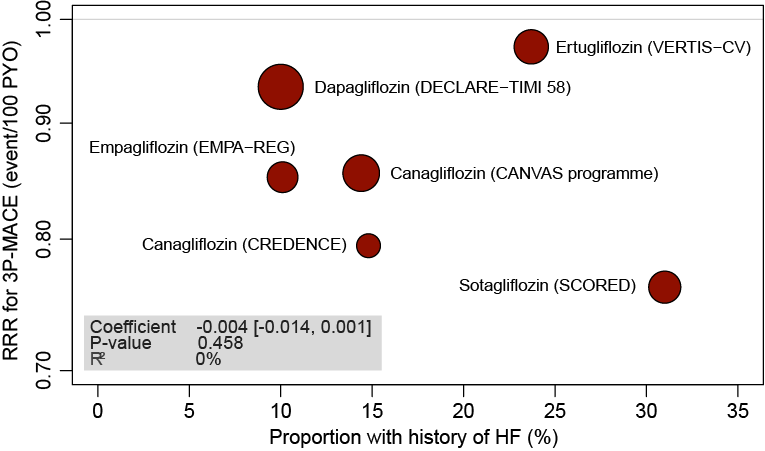 RRR for 3P-MACE (event/100 PYO)
1.00
0.90
0.80
0.70
Ertugliflozin (VERTIS−CV)
Dapagliflozin (DECLARE−TIMI 58)
Empagliflozin (EMPA−REG)
Canagliflozin (CANVAS programme)
Canagliflozin (CREDENCE)
Sotagliflozin (SCORED)
Coefficient -0.004 [-0.014, 0.001]
P-value 0.458
R² 0%
0 5 10 15 20 25 30 35
Proportion with history of HF (%)